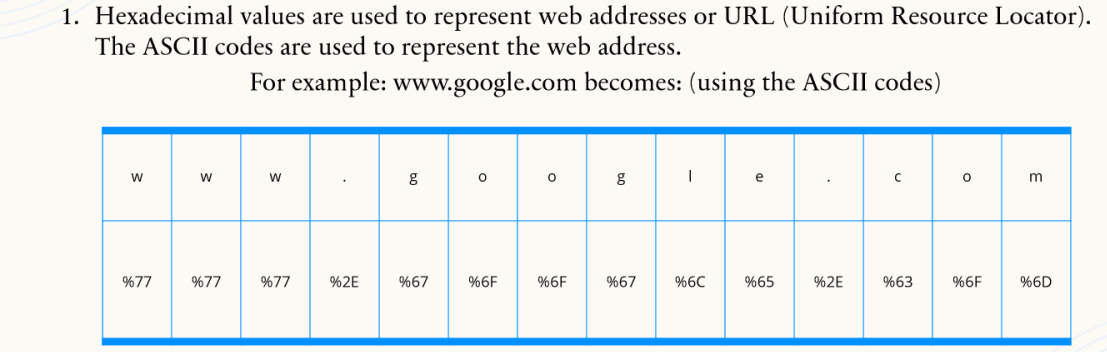 1. Hexadecimal values are used to represent web addresses or URL (Uniform Resource Locator).
The ASCII codes are used to represent the web address.
For example: www.google.com becomes: (using the ASCII codes)
w w w . g o o g l e . c o m
%77 %77 %77 %2E %67 %6F %6F %67 %6C %65 %2E %63 %6F %6D